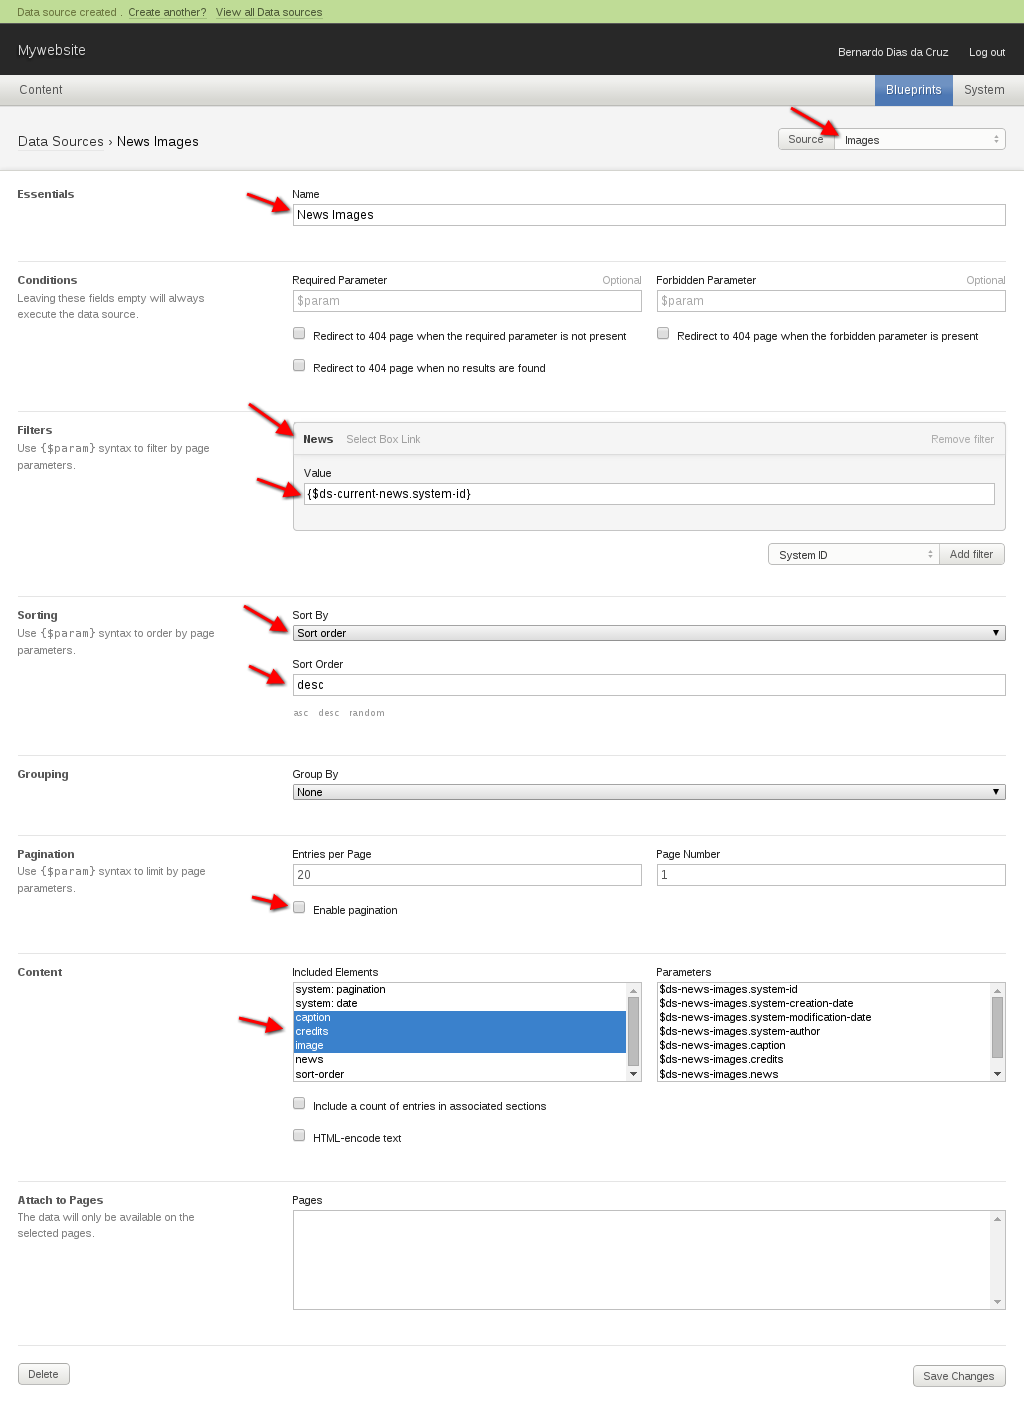 Data source created . Create another? View all Data sources
Mywebsite
Bernardo Dias da Cruz Log out
Content Blueprints System
Data Sources › News Images
Source Images
Essentials
Name
News Images
Conditions
Leaving these fields empty will always
execute the data source.
Required Parameter Optional
$param
Forbidden Parameter Optional
$param
Redirect to 404 page when the required parameter is not present
Redirect to 404 page when the forbidden parameter is present
Redirect to 404 page when no results are found
Filters
Use {$param} syntax to filter by page
parameters.
News Select Box Link Remove filter
Value
{$ds-current-news.system-id}
System ID Add filter
Sorting
Use {$param} syntax to order by page
parameters.
Sort By
Sort order
Sort Order
desc
asc desc random
Grouping
Group By
None
Pagination
Use {$param} syntax to limit by page
parameters.
Entries per Page
20
Page Number
1
Enable pagination
Content
Included Elements
system: pagination
system: date
caption
credits
image
news
sort-order
Parameters
$ds-news-images.system-id
$ds-news-images.system-creation-date
$ds-news-images.system-modification-date
$ds-news-images.system-author
$ds-news-images.caption
$ds-news-images.credits
$ds-news-images.news
Include a count of entries in associated sections
HTML-encode text
Attach to Pages
The data will only be available on the
selected pages.
Pages
Delete Save Changes